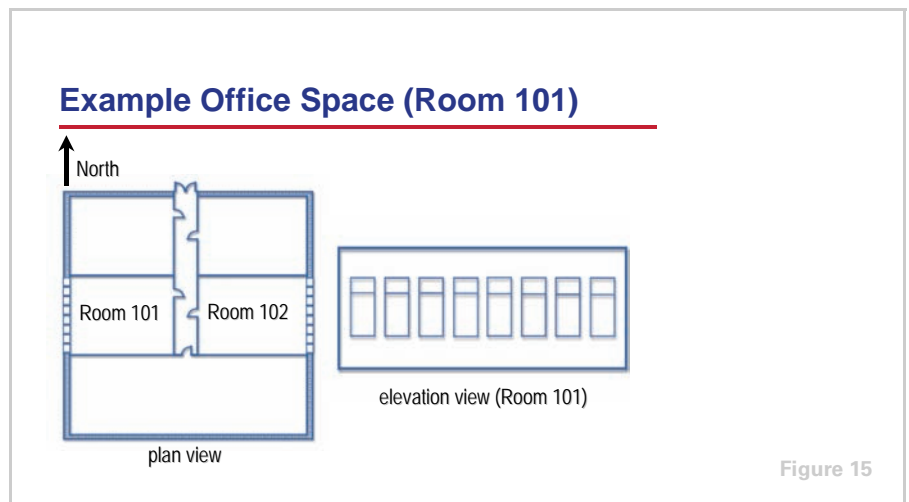 Example Office Space (Room 101)
North
Room 101
Room 102
plan view
elevation view (Room 101)
Figure 15